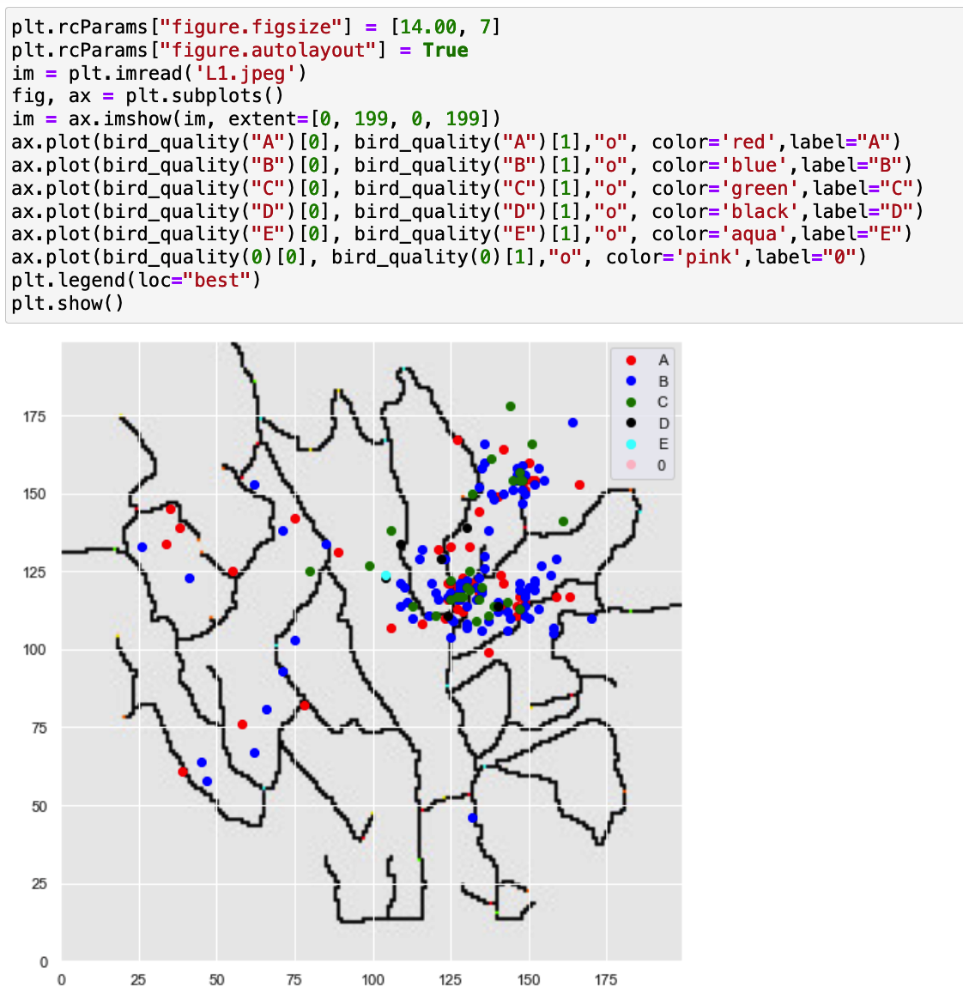 plt.rcParams["figure.figsize"] = [14.00, 7]
plt.rcParams["figure.autolayout"] = True
im = plt.imread('L1.jpeg')
fig, ax = plt.subplots()
im = ax.imshow(im, extent=[0, 199, 0, 199])
ax.plot(bird_quality("A")[0], bird_quality("A")[1],"o", color='red',label="A")
ax.plot(bird_quality("B")[0], bird_quality("B")[1],"o", color='blue',label="B")
ax.plot(bird_quality("C")[0], bird_quality("C")[1],"o", color='green',label="C")
ax.plot(bird_quality("D")[0], bird_quality("D")[1],"o", color='black',label="D")
ax.plot(bird_quality("E")[0], bird_quality("E")[1],"o", color='aqua',label="E")
ax.plot(bird_quality(0)[0], bird_quality(0)[1],"o", color='pink',label="0")
plt.legend(loc="best")
plt.show()
A
B
C
D
E
0
175
150
125
100
75
50
25
0
0 25 50 75 100 125 150 175